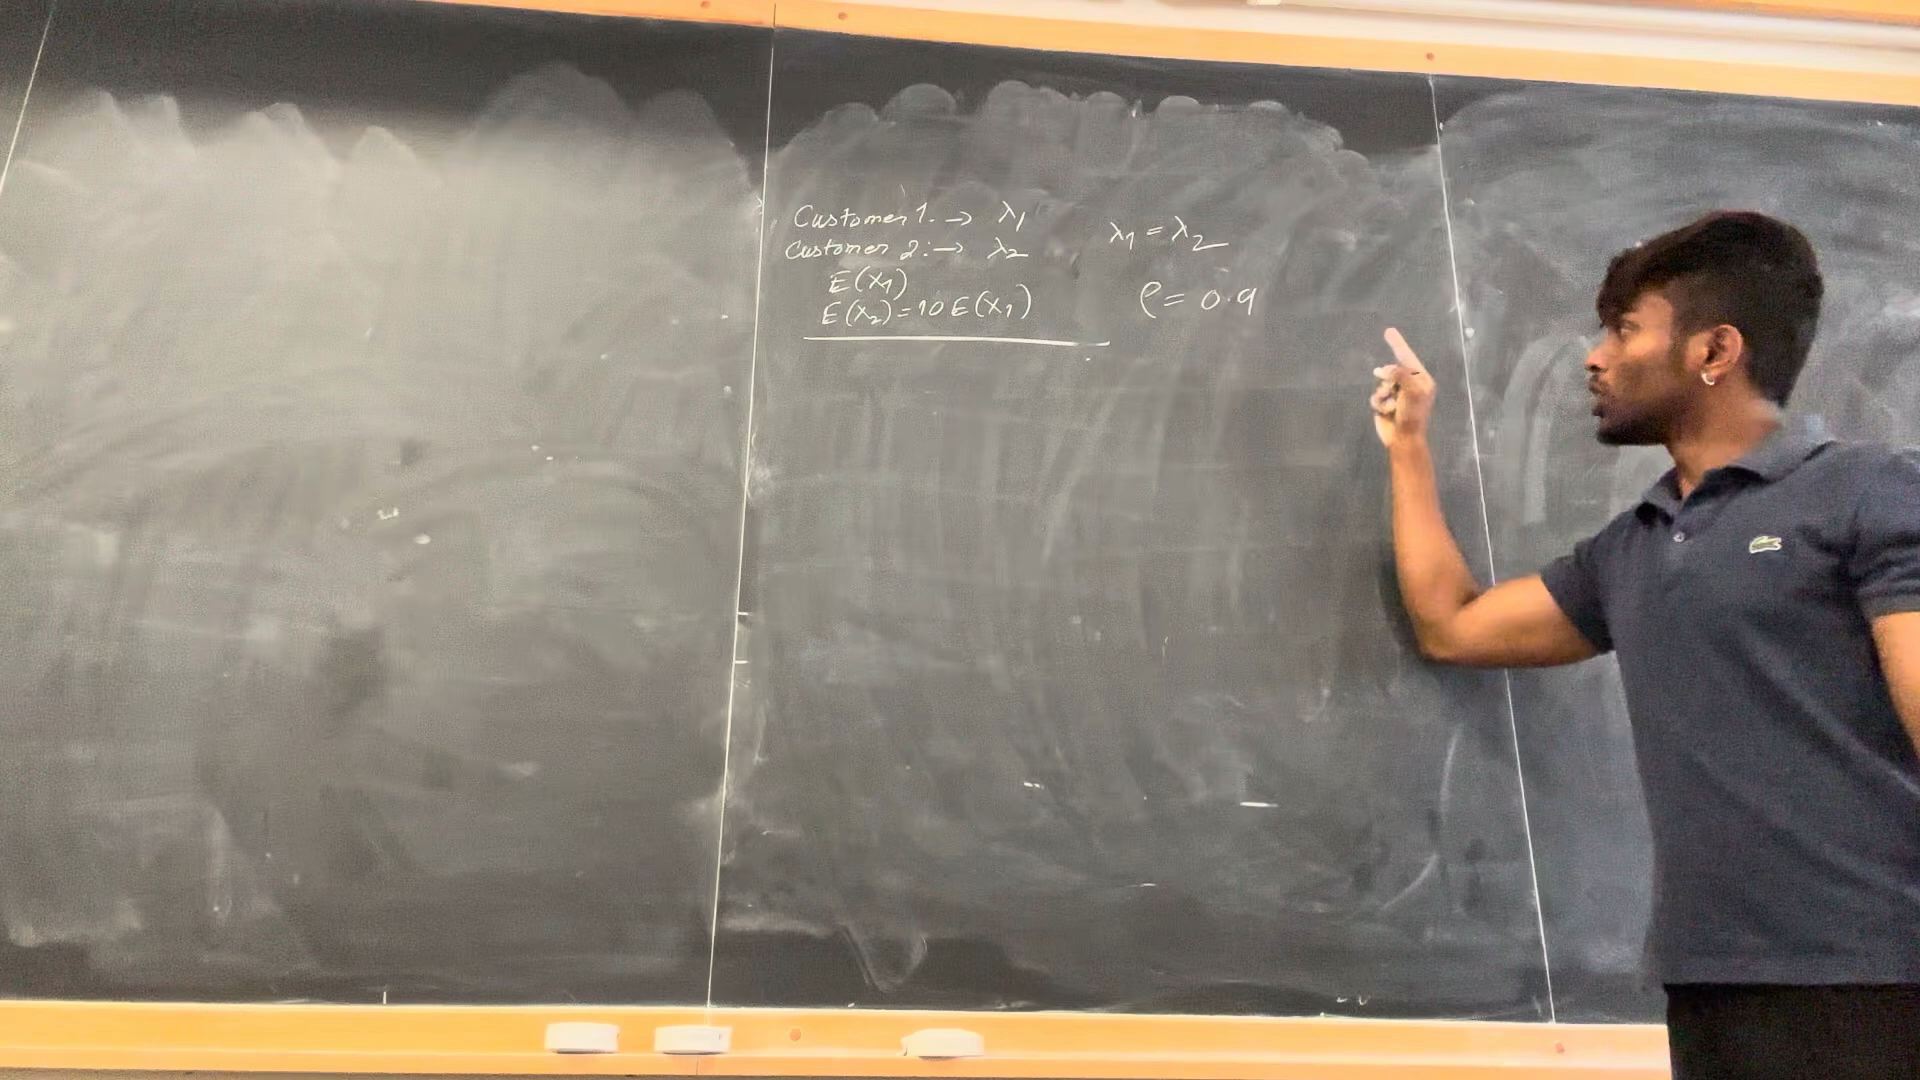 Customer 1. → λ1
Customer 2: → λ2
E(x1)
E(x2) = 10 E(x1)
λ1 = λ2
ρ = 0.9